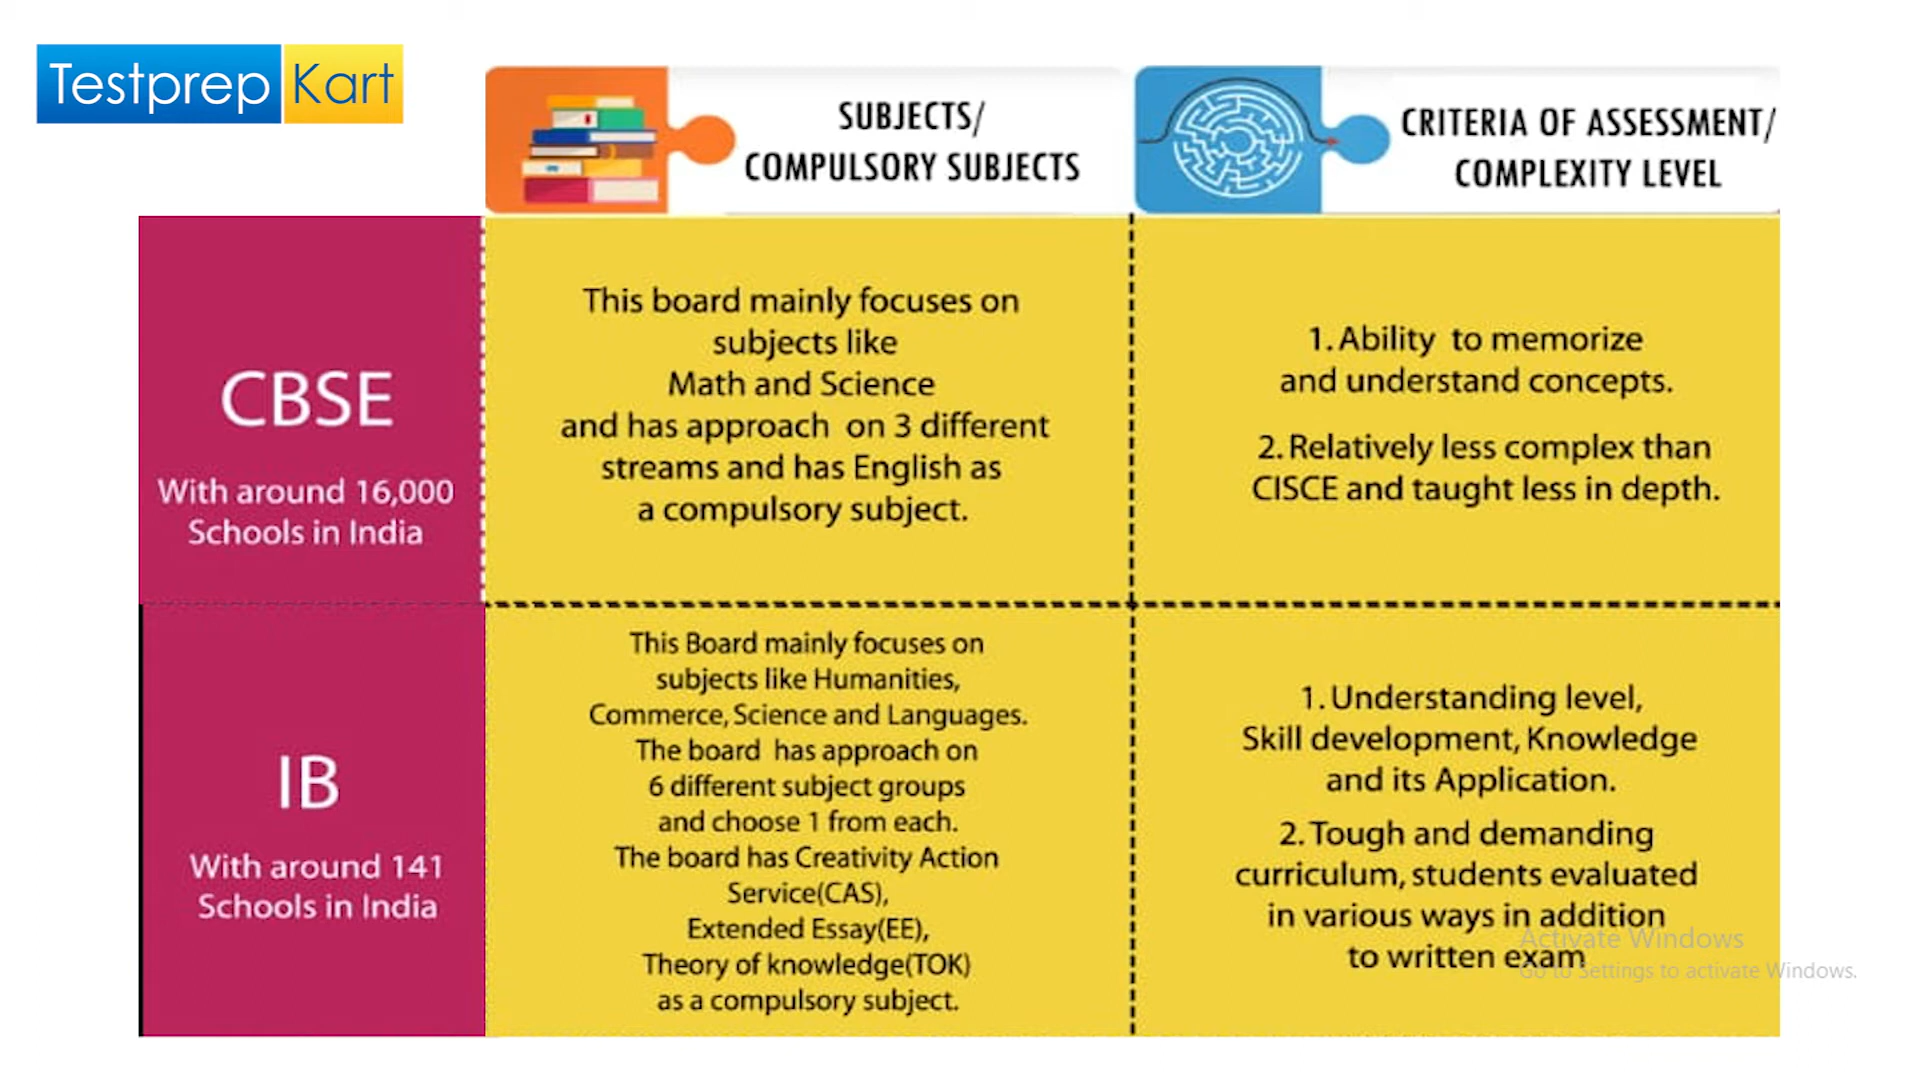 Testprep Kart
SUBJECTS/
COMPULSORY SUBJECTS
CRITERIA OF ASSESSMENT/
COMPLEXITY LEVEL
CBSE
With around 16,000
Schools in India
This board mainly focuses on
subjects like
Math and Science
and has approach on 3 different
streams and has English as
a compulsory subject.
1. Ability to memorize
and understand concepts.
2. Relatively less complex than
CISCE and taught less in depth.
IB
With around 141
Schools in India
This Board mainly focuses on
subjects like Humanities,
Commerce, Science and Languages.
The board has approach on
6 different subject groups
and choose 1 from each.
The board has Creativity Action
Service(CAS),
Extended Essay(EE),
Theory of knowledge(TOK)
as a compulsory subject.
1. Understanding level,
Skill development, Knowledge
and its Application.
2. Tough and demanding
curriculum, students evaluated
in various ways in addition
to written exam
Activate Windows
Go to Settings to activate Windows.